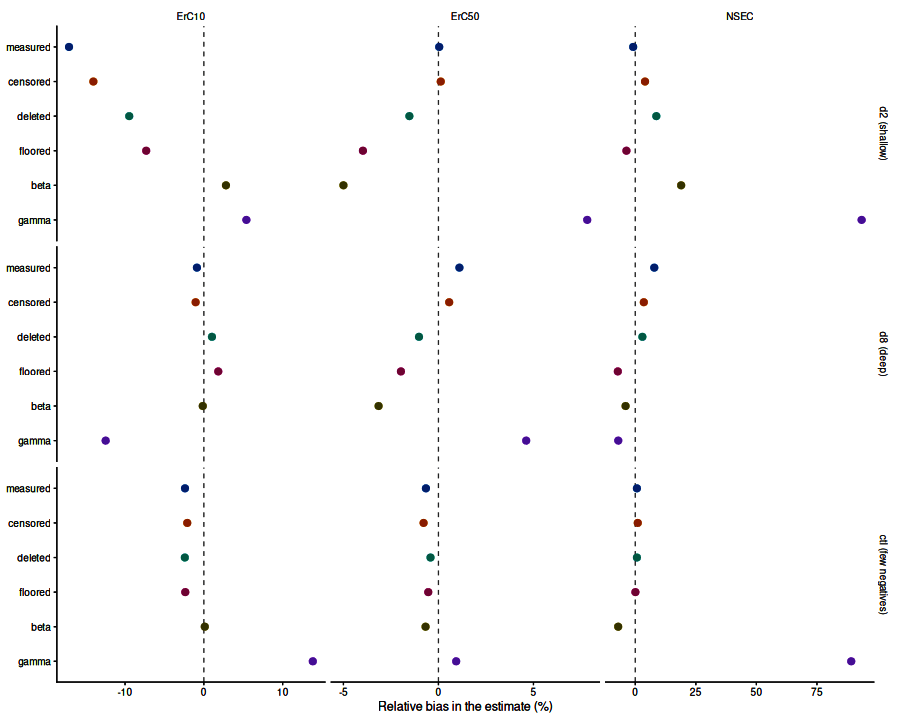 ErC10 ErC50 NSEC
measured
censored
deleted
floored
beta
gamma
d2 (shallow)
measured
censored
deleted
floored
beta
gamma
d8 (deep)
measured
censored
deleted
floored
beta
gamma
ctl (few negatives)
-10 0 10 -5 0 5 0 25 50 75
Relative bias in the estimate (%)